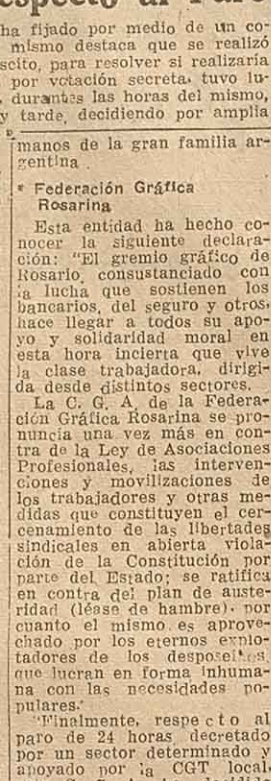 ha fijado por medio de un co-
mismo destaca que se realizó
scito, para resolver si realizaría
por votación secreta, tuvo lu-
, durantes las horas del mismo,
y tarde, decidiendo por amplia
manos de la gran familia ar-
gentina
* Federación Gráfica
Rosarina
Esta entidad ha hecho co-
nocer la siguiente declara-
ción: "El gremio gráfico de
Rosario, consustanciado con
la lucha que sostienen los
bancarios, del seguro y otros,
hace llegar a todos su apo-
yo y solidaridad moral en
esta hora incierta que vive
la clase trabajadora, dirigi-
da desde distintos sectores.
La C. G. A. de la Federa-
ción Gráfica Rosarina se pro-
nuncia una vez más en con-
tra de la Ley de Asociaciones
Profesionales, las interven-
ciones y movilizaciones de
los trabajadores y otras me-
didas que constituyen el cer-
cenamiento de las libertades
sindicales en abierta viola-
ción de la Constitución por
parte del Estado; se ratifica
en contra del plan de auste-
ridad (léase de hambre), por
cuanto el mismo es aprove-
chado por los eternos explo-
tadores de los desposeídos,
que lucran en forma inhuma-
na con las necesidades po-
pulares."
"Finalmente, respecto al
paro de 24 horas decretado
por un sector determinado y
apoyado por la CGT local,